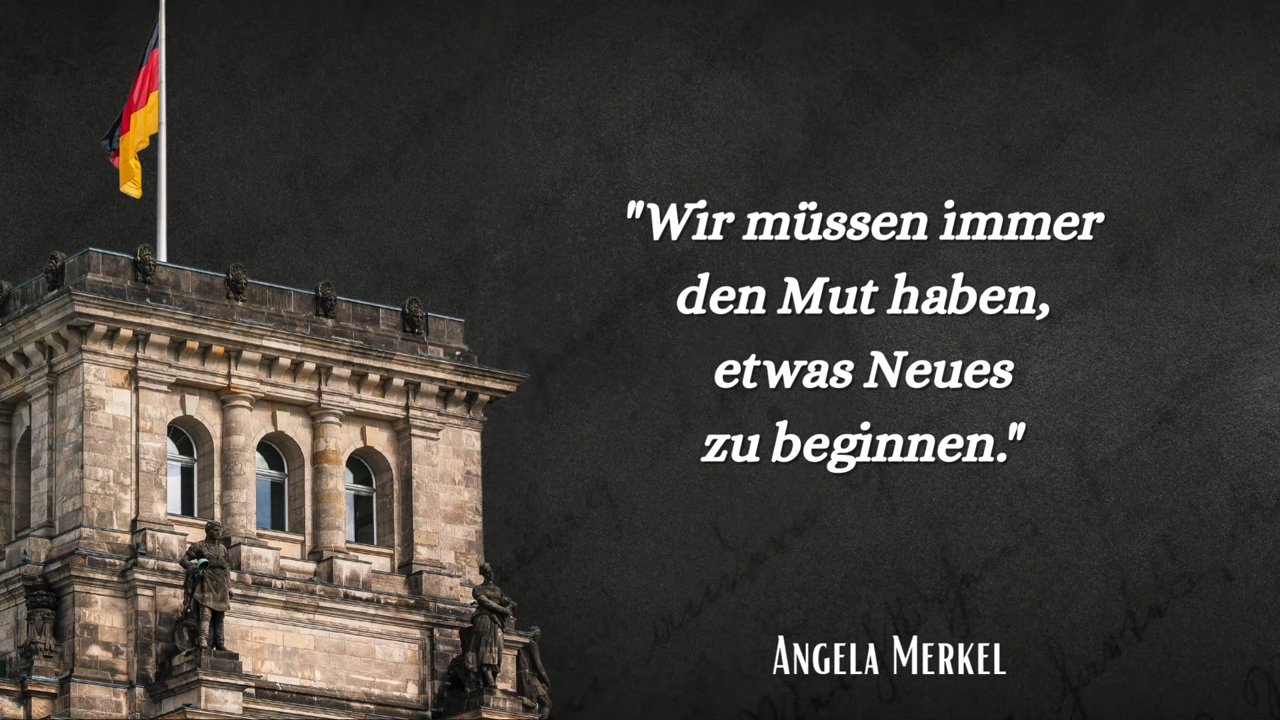 "Wir müssen immer
den Mut haben,
etwas Neues
zu beginnen."
Angela Merkel